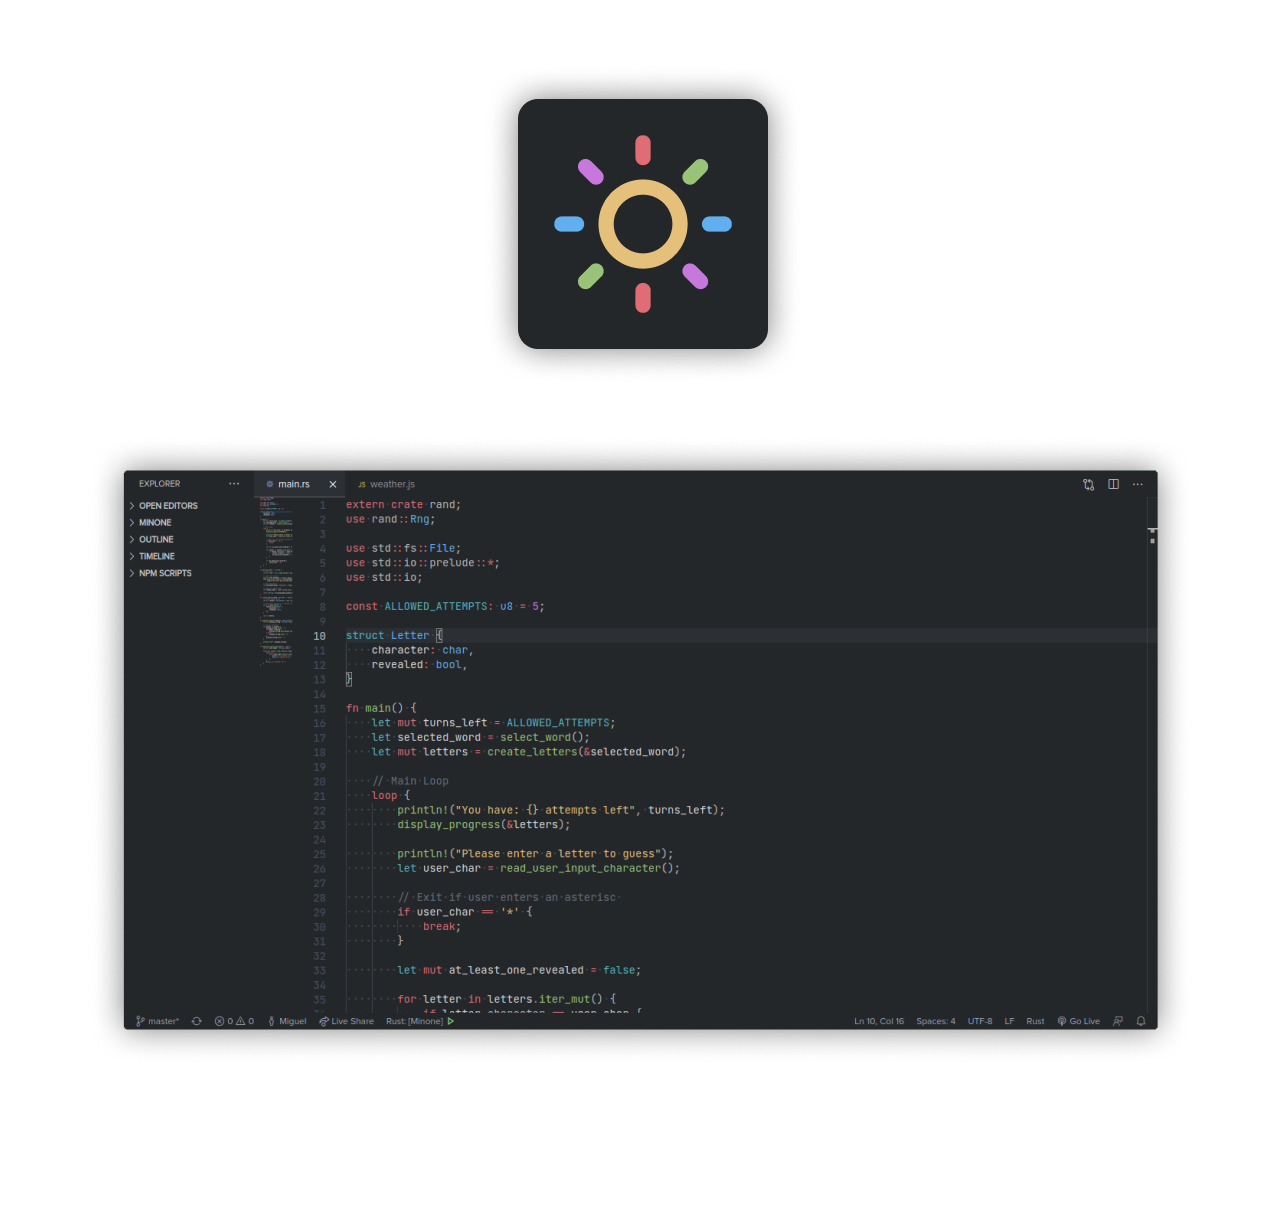 EXPLORER ···
OPEN EDITORS
MINONE
OUTLINE
TIMELINE
NPM SCRIPTS
main.rs
JS weather.js
1 extern crate rand;
2 use rand::Rng;
3
4 use std::fs::File;
5 use std::io::prelude::*;
6 use std::io;
7
8 const ALLOWED_ATTEMPTS: u8 = 5;
9
10 struct Letter {
11 character: char,
12 revealed: bool,
13 }
14
15 fn main() {
16 let mut turns_left = ALLOWED_ATTEMPTS;
17 let selected_word = select_word();
18 let mut letters = create_letters(&selected_word);
19
20 // Main Loop
21 loop {
22 println!("You have: {} attempts left", turns_left);
23 display_progress(&letters);
24
25 println!("Please enter a letter to guess");
26 let user_char = read_user_input_character();
27
28 // Exit if user enters an asterisc
29 if user_char == '*' {
30 break;
31 }
32
33 let mut at_least_one_revealed = false;
34
35 for letter in letters.iter_mut() {
if letter.character == user_char {
master* 0 0 Miguel Live Share Rust: [Minone] Ln 10, Col 16 Spaces: 4 UTF-8 LF Rust Go Live